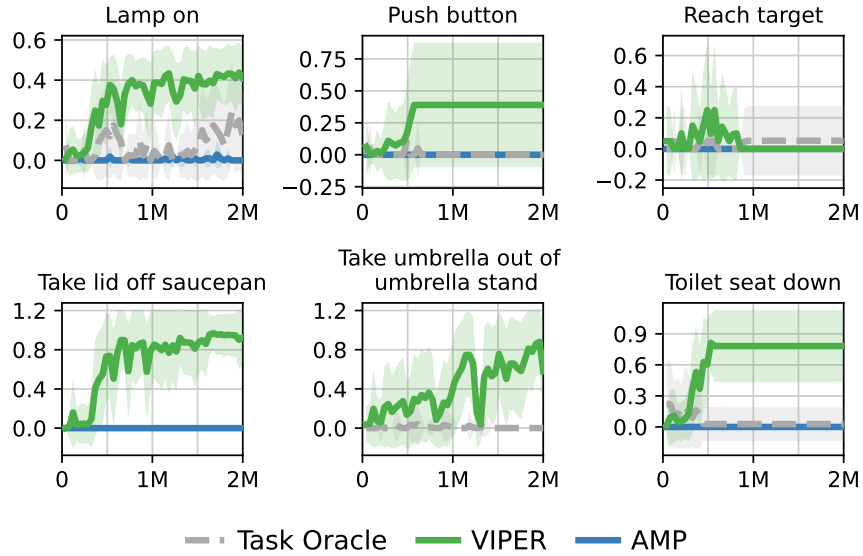 Lamp on
0.6
0.4
0.2
0.0
0
1M
2M
Push button
0.75
0.50
0.25
0.00
−0.25
0
1M
2M
Reach target
0.6
0.4
0.2
0.0
−0.2
0
1M
2M
Take lid off saucepan
1.2
0.8
0.4
0.0
0
1M
2M
Take umbrella out of
umbrella stand
1.2
0.8
0.4
0.0
0
1M
2M
Toilet seat down
0.9
0.6
0.3
0.0
0
1M
2M
Task Oracle
VIPER
AMP